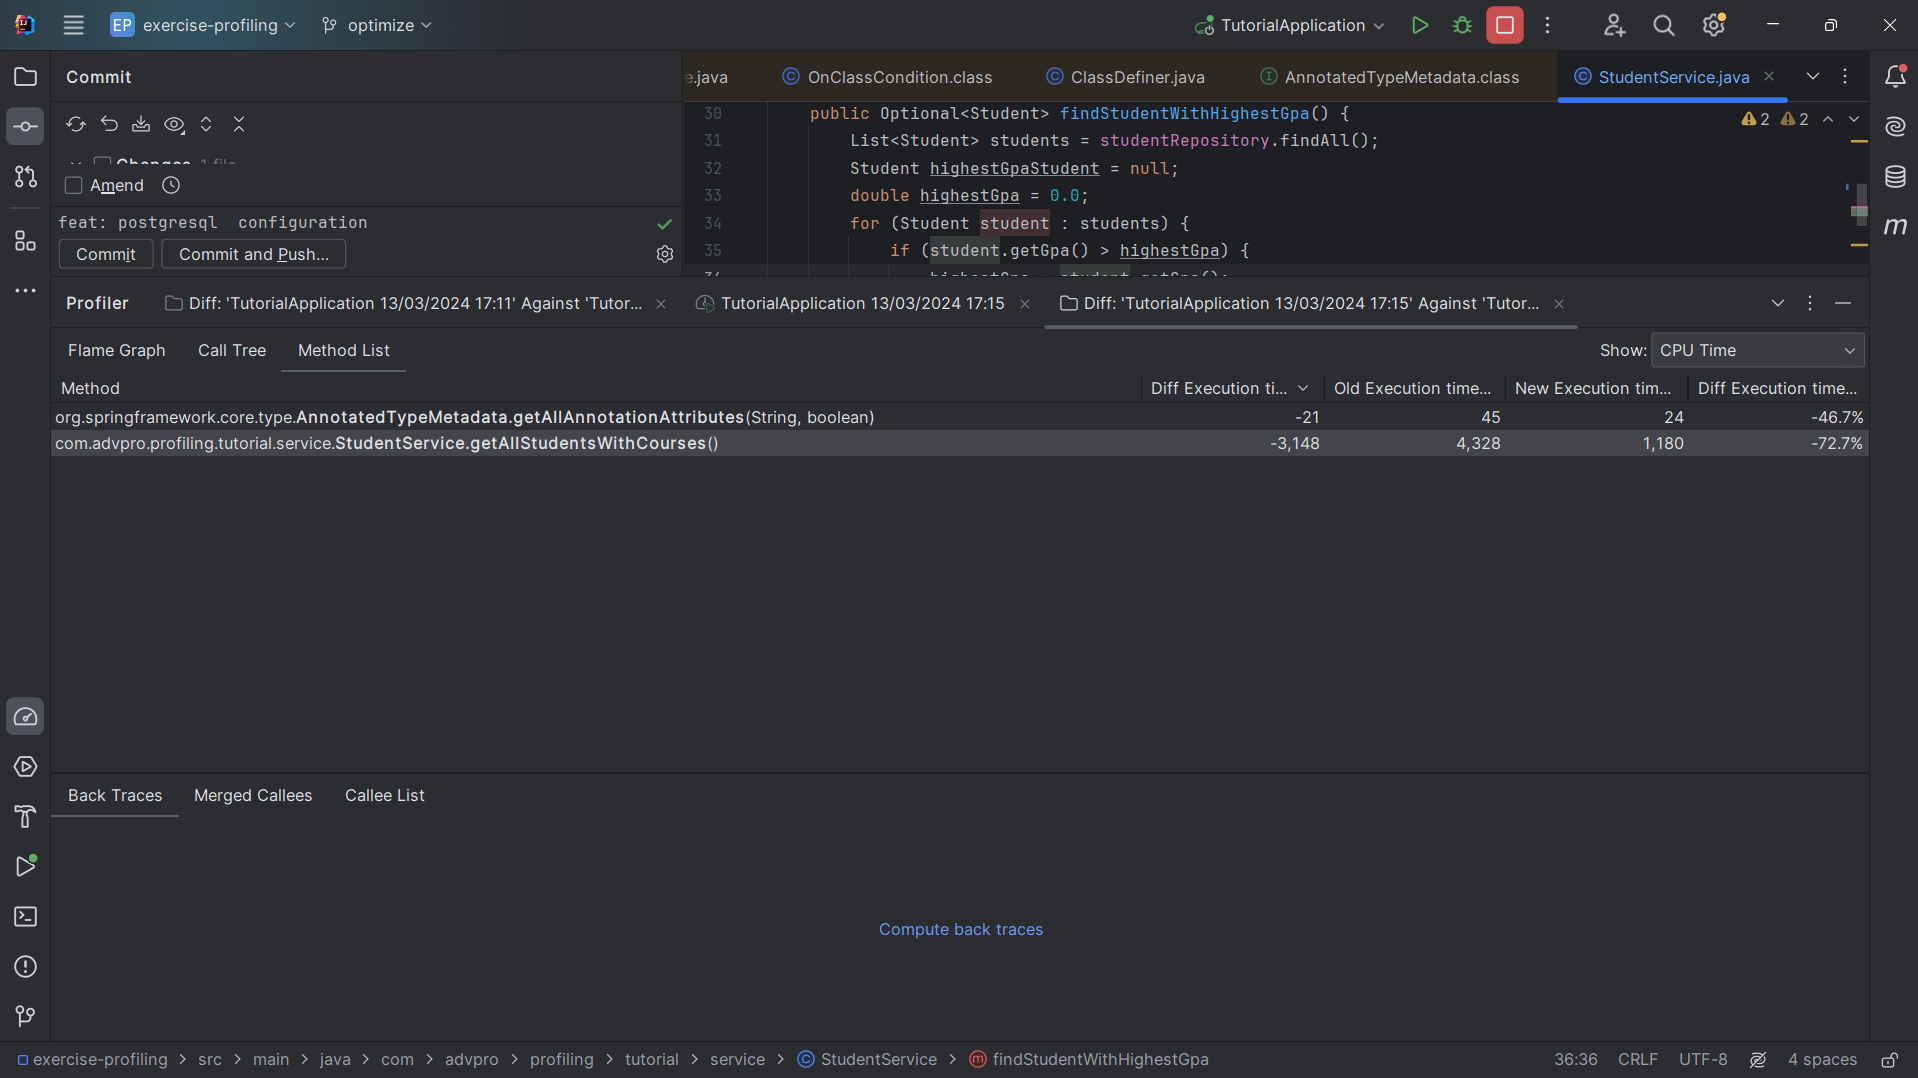 EP exercise-profiling optimize TutorialApplication
Commit
e.java OnClassCondition.class ClassDefiner.java AnnotatedTypeMetadata.class StudentService.java
Changes 1 file
Amend
feat: postgresql  configuration
Commit Commit and Push...
30 public Optional<Student> findStudentWithHighestGpa() {
31 List<Student> students = studentRepository.findAll();
32 Student highestGpaStudent = null;
33 double highestGpa = 0.0;
34 for (Student student : students) {
35 if (student.getGpa() > highestGpa) {
highestGpa = student.getGpa();
2 2
Profiler Diff: 'TutorialApplication 13/03/2024 17:11' Against 'Tutor... TutorialApplication 13/03/2024 17:15 Diff: 'TutorialApplication 13/03/2024 17:15' Against 'Tutor...
Flame Graph Call Tree Method List Show: CPU Time
Method Diff Execution ti... Old Execution time... New Execution tim... Diff Execution time...
org.springframework.core.type.AnnotatedTypeMetadata.getAllAnnotationAttributes(String, boolean) -21 45 24 -46.7%
com.advpro.profiling.tutorial.service.StudentService.getAllStudentsWithCourses() -3,148 4,328 1,180 -72.7%
Back Traces Merged Callees Callee List
Compute back traces
exercise-profiling > src > main > java > com > advpro > profiling > tutorial > service > StudentService > findStudentWithHighestGpa 36:36 CRLF UTF-8 4 spaces